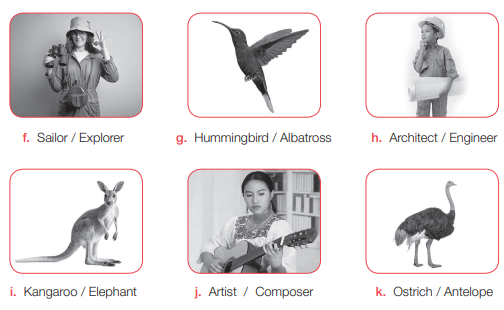 f. Sailor / Explorer
g. Hummingbird / Albatross
h. Architect / Engineer
i. Kangaroo / Elephant
j. Artist / Composer
k. Ostrich / Antelope